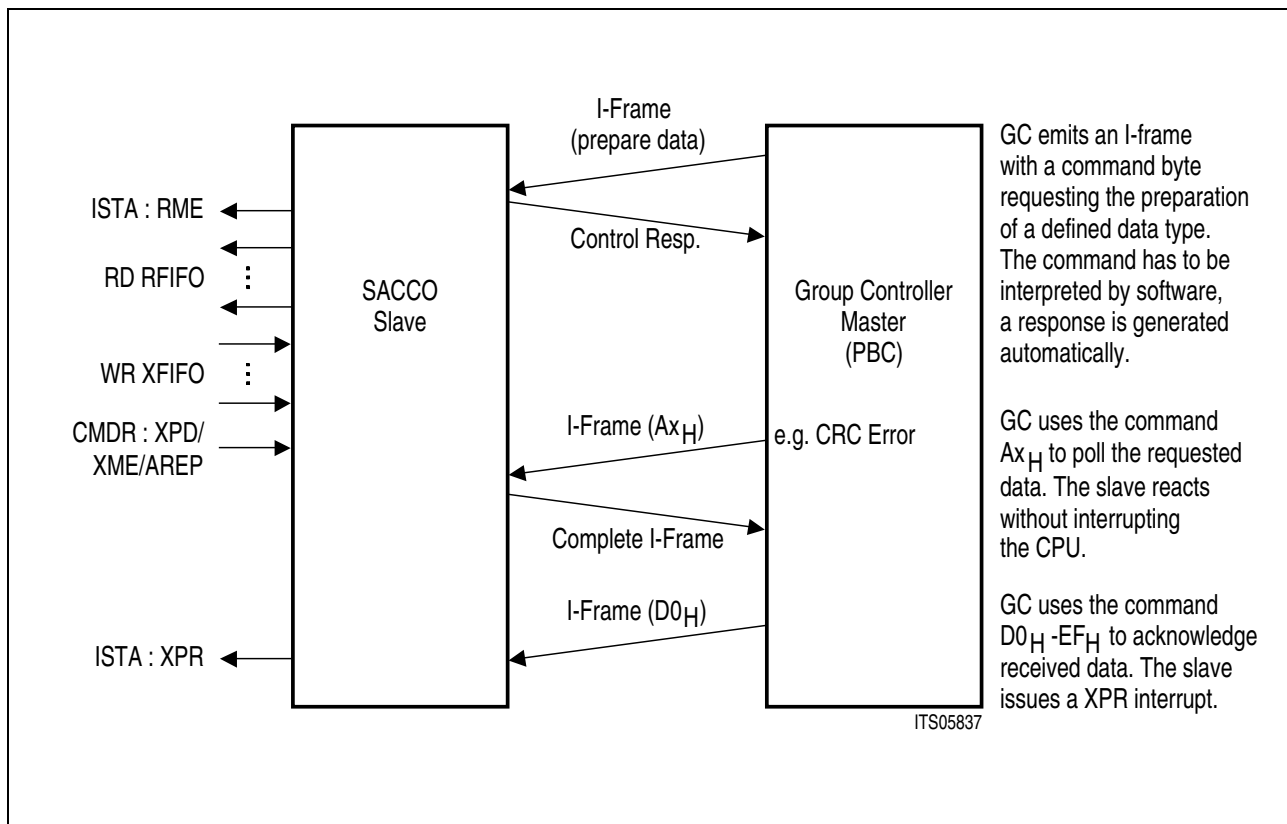 I-Frame
(prepare data)
ISTA : RME
Control Resp.
RD RFIFO ⋮
SACCO
Slave
Group Controller
Master
(PBC)
WR XFIFO ⋮
CMDR : XPD/
XME/AREP
I-Frame (AxH)
e.g. CRC Error
Complete I-Frame
I-Frame (D0H)
ISTA : XPR
GC emits an I-frame
with a command byte
requesting the preparation
of a defined data type.
The command has to be
interpreted by software,
a response is generated
automatically.
GC uses the command
AxH to poll the requested
data. The slave reacts
without interrupting
the CPU.
GC uses the command
D0H -EFH to acknowledge
received data. The slave
issues a XPR interrupt.
ITS05837